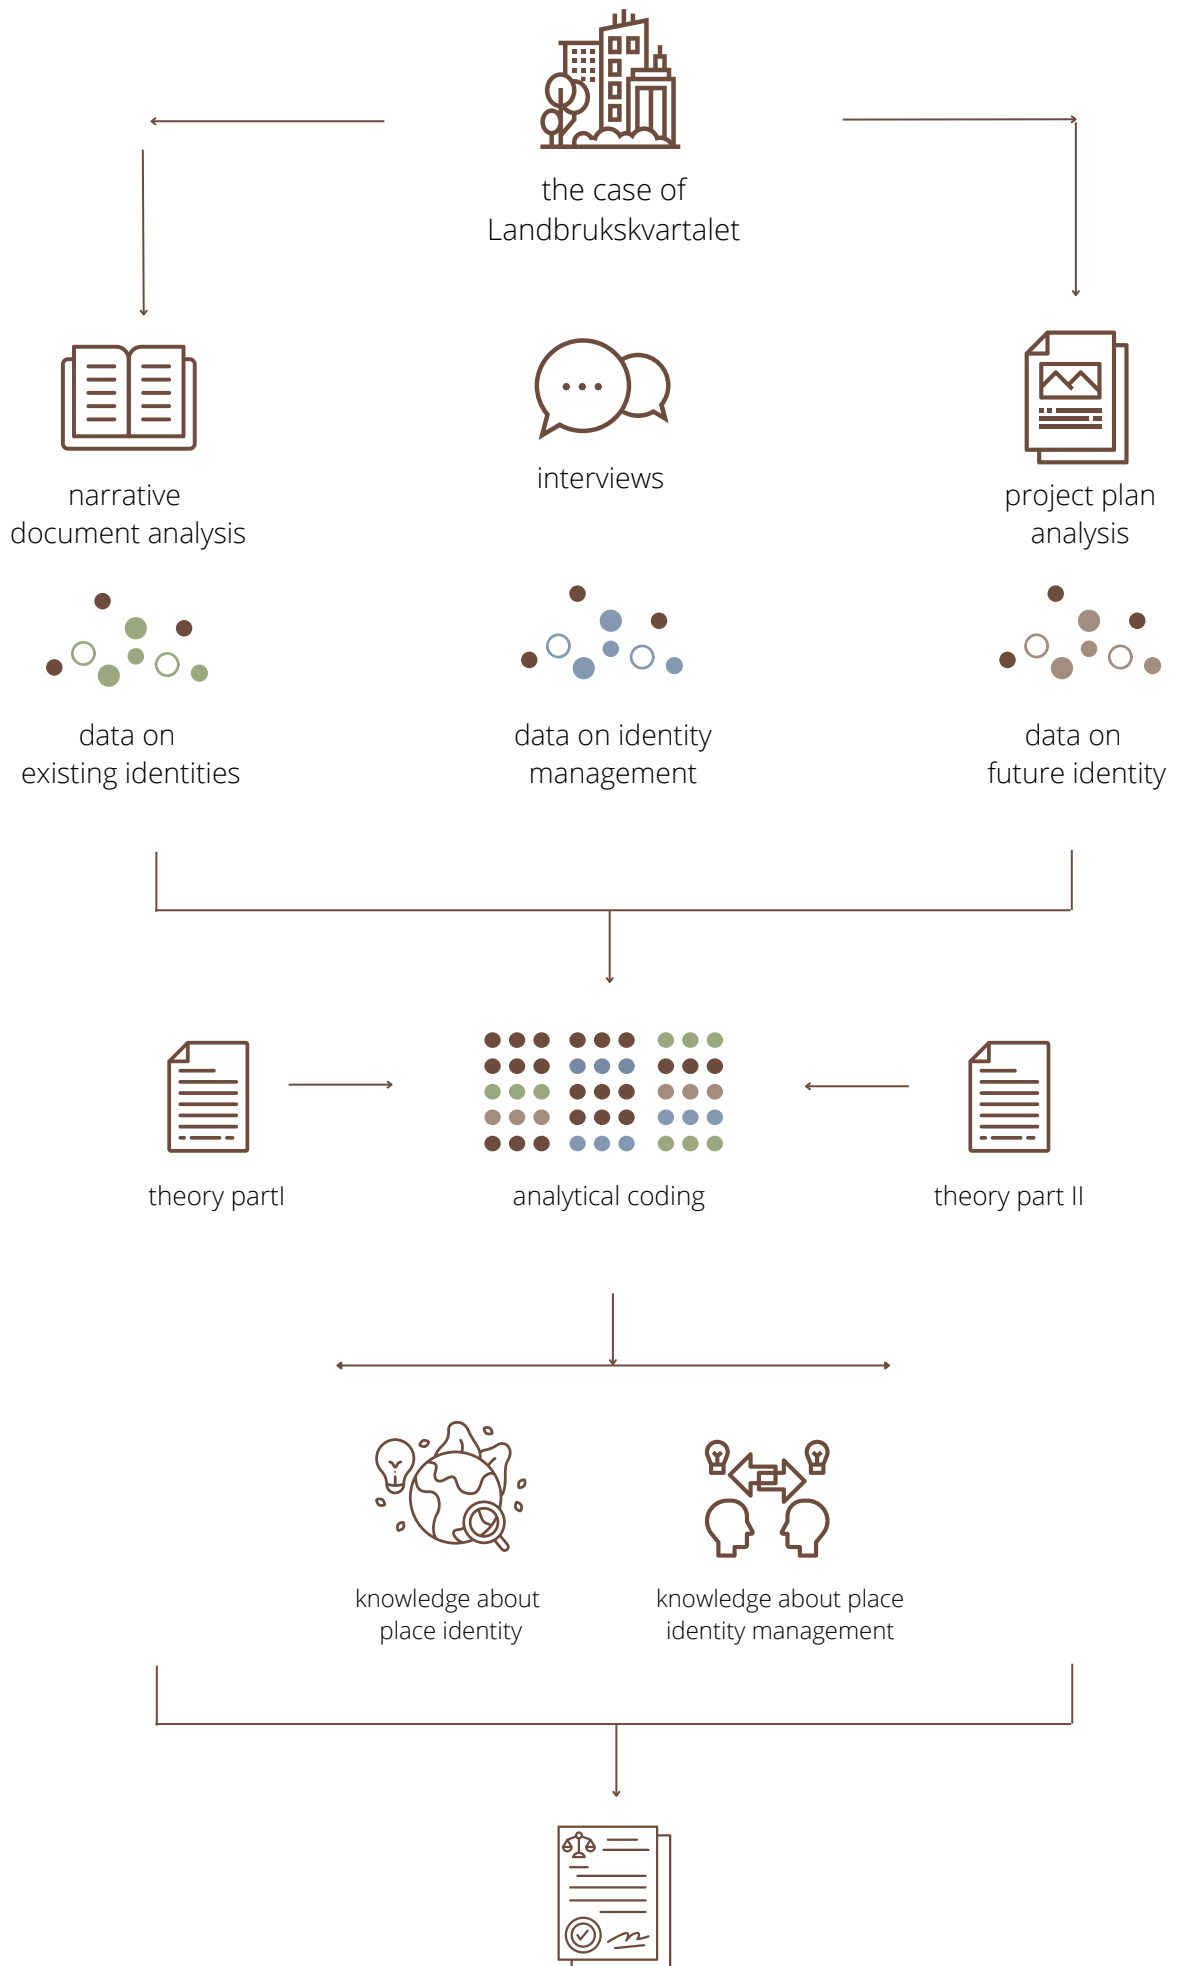 the case of
Landbrukskvartalet
narrative
document analysis
interviews
project plan
analysis
data on
existing identities
data on identity
management
data on
future identity
theory partI
analytical coding
theory part II
knowledge about
place identity
knowledge about place
identity management